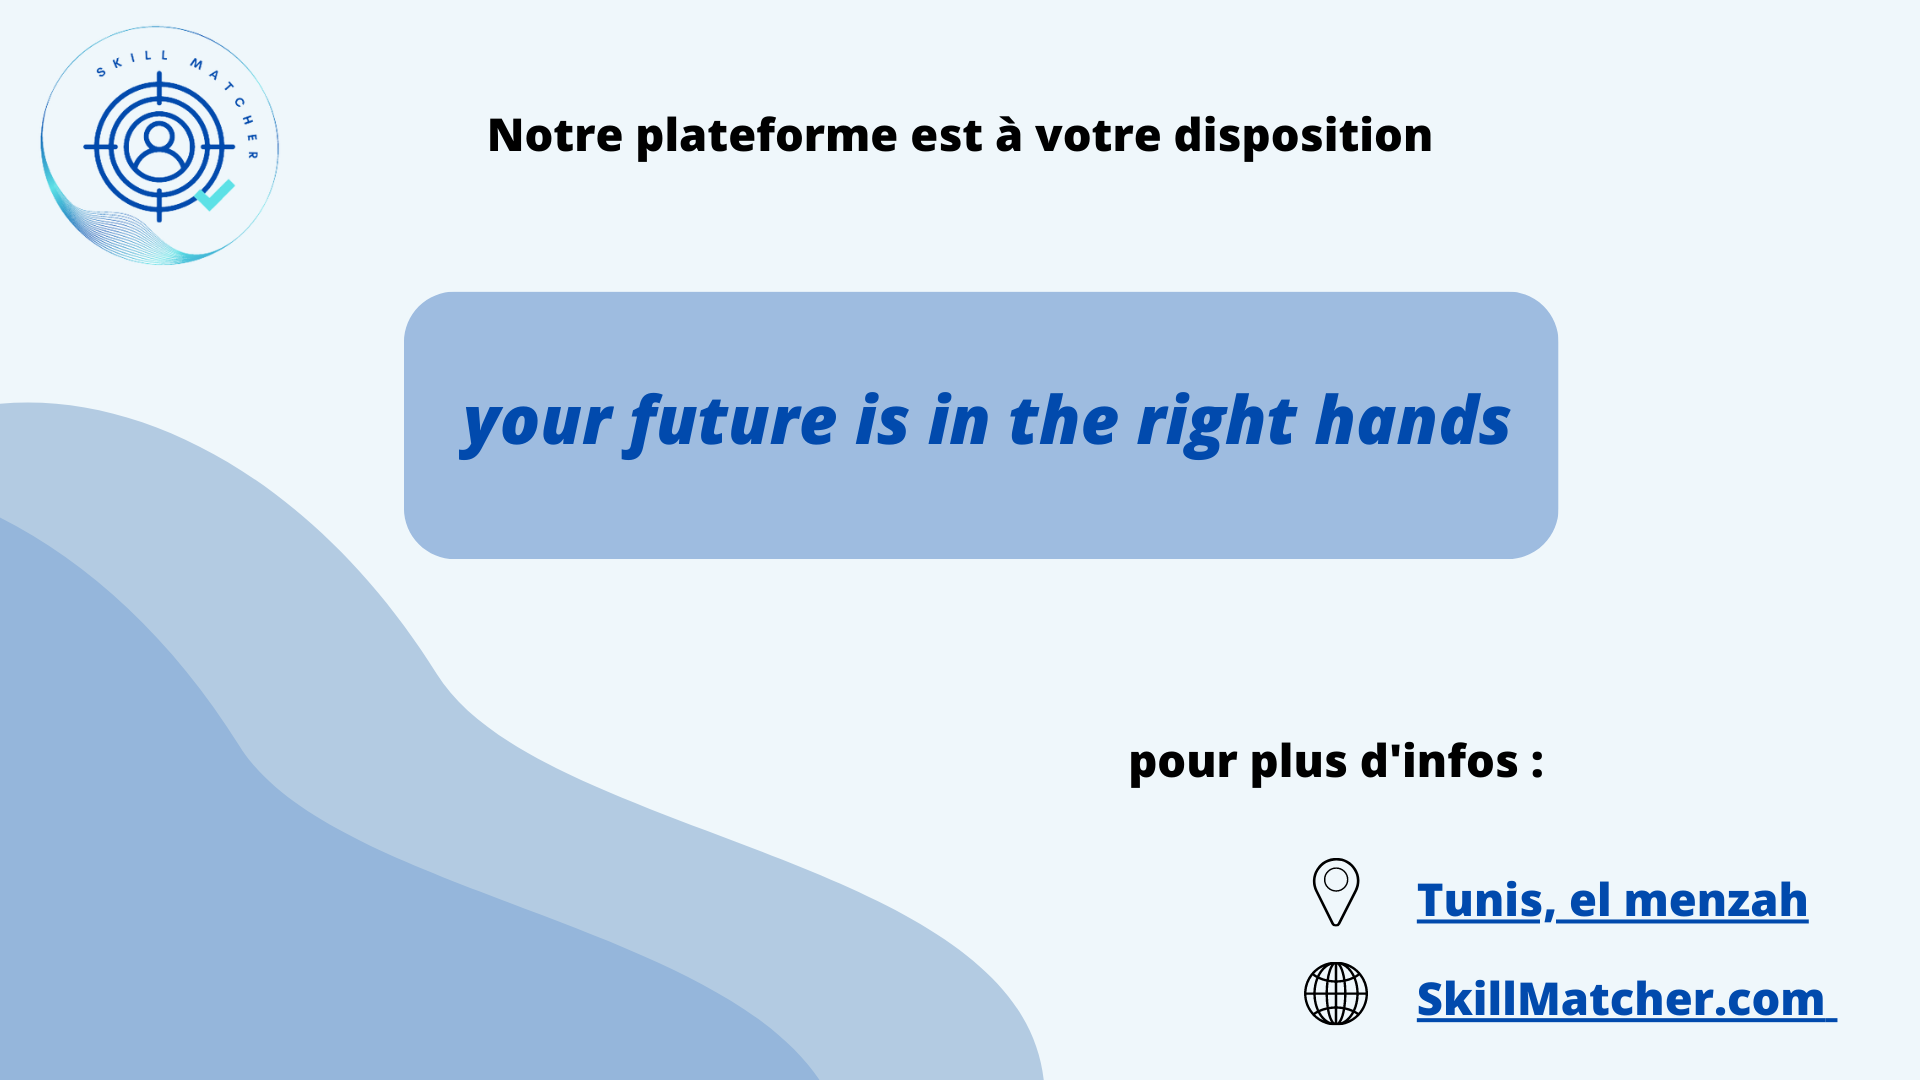 SKILL MATCHER
Notre plateforme est à votre disposition
your future is in the right hands
pour plus d'infos :
Tunis, el menzah
SkillMatcher.com